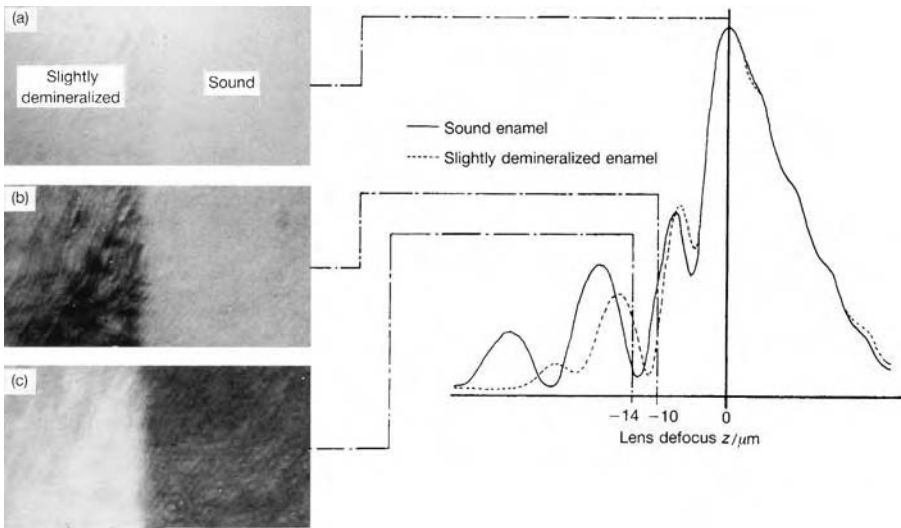 (a)
Slightly
demineralized
Sound
(b)
(c)
Sound enamel
Slightly demineralized enamel
−14
−10
0
Lens defocus z/μm